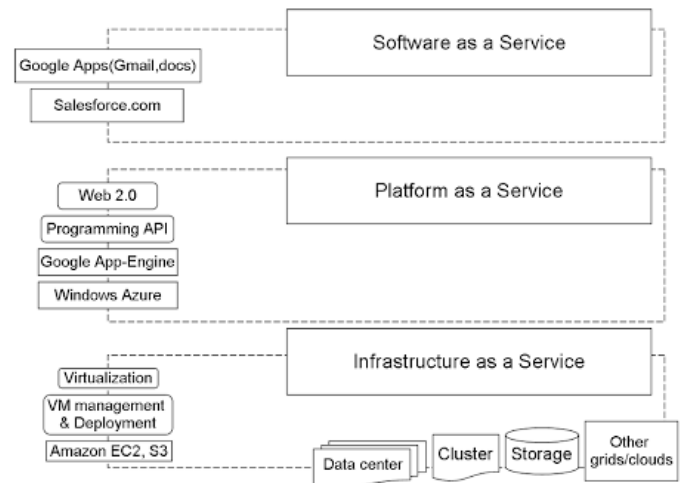 Software as a Service
Google Apps(Gmail,docs)
Salesforce.com
Platform as a Service
Web 2.0
Programming API
Google App-Engine
Windows Azure
Infrastructure as a Service
Virtualization
VM management
& Deployment
Amazon EC2, S3
Data center
Cluster
Storage
Other
grids/clouds